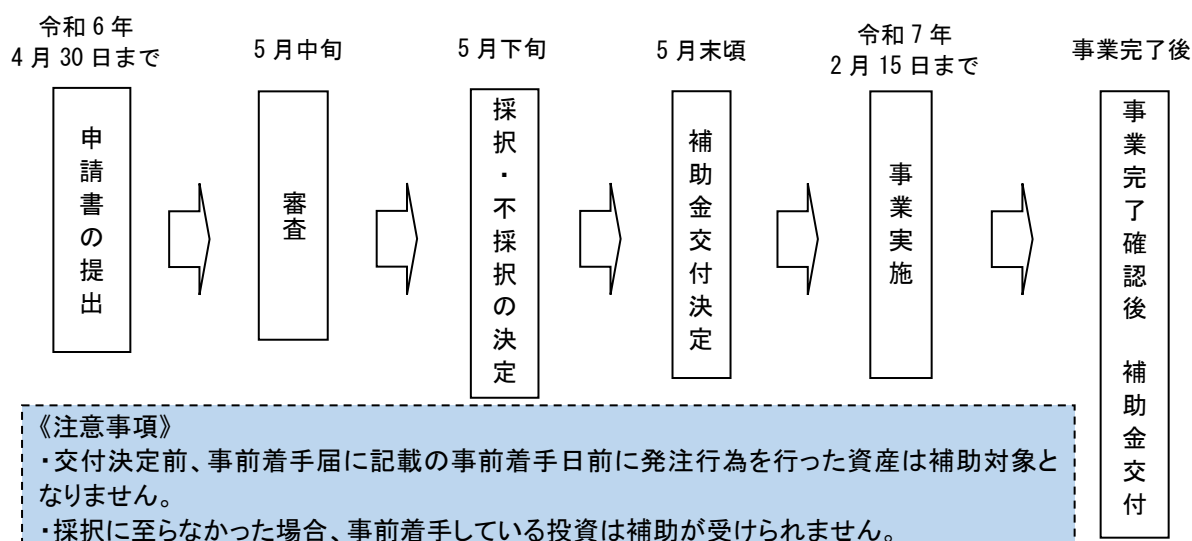 令和6年
4月30日まで
5月中旬
5月下旬
5月末頃
令和7年
2月15日まで
事業完了後
申請書の提出
審査
採択・不採択の決定
補助金交付決定
事業実施
事業完了確認後 補助金交付
《注意事項》
・交付決定前、事前着手届に記載の事前着手日前に発注行為を行った資産は補助対象と
なりません。
・採択に至らなかった場合、事前着手している投資は補助が受けられません。